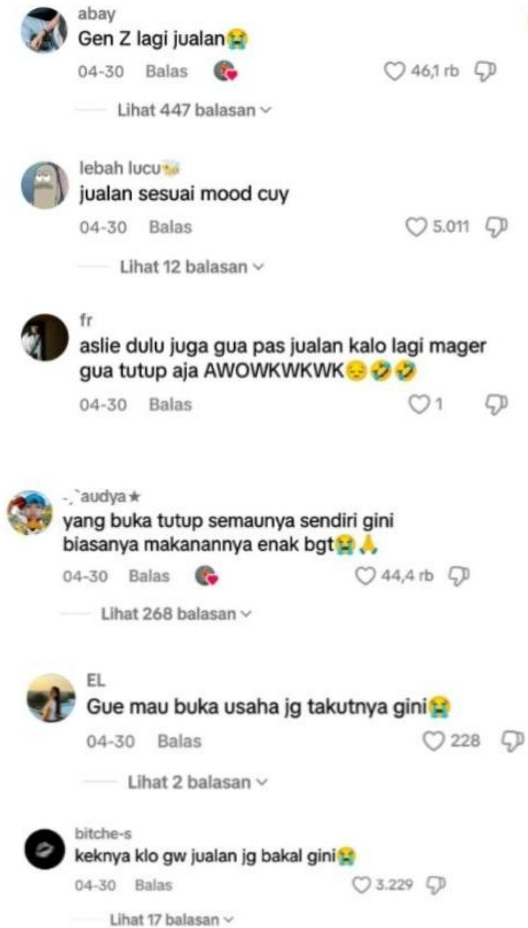 abay
Gen Z lagi jualan😭
04-30 Balas 46,1 rb
Lihat 447 balasan
lebah lucu🐝
jualan sesuai mood cuy
04-30 Balas 5.011
Lihat 12 balasan
fr
aslie dulu juga gua pas jualan kalo lagi mager
gua tutup aja AWOWKWKWK😔🤣🤣
04-30 Balas 1
-ˏˋaudya★
yang buka tutup semaunya sendiri gini
biasanya makanannya enak bgt😭🙏
04-30 Balas 44,4 rb
Lihat 268 balasan
EL
Gue mau buka usaha jg takutnya gini😭
04-30 Balas 228
Lihat 2 balasan
bitche-s
keknya klo gw jualan jg bakal gini😭
04-30 Balas 3.229
Lihat 17 balasan